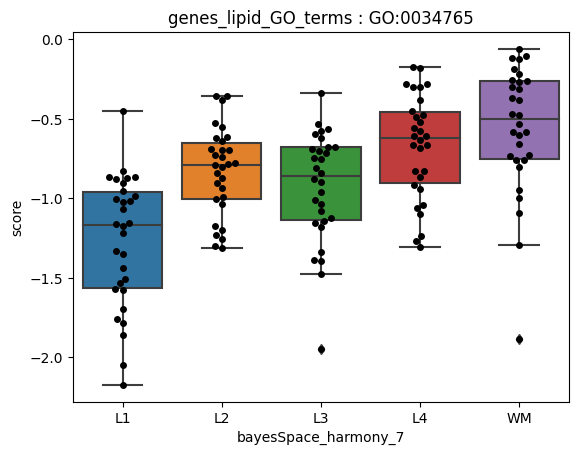 genes_lipid_GO_terms : GO:0034765
0.0
−0.5
−1.0
−1.5
−2.0
score
L1 L2 L3 L4 WM
bayesSpace_harmony_7